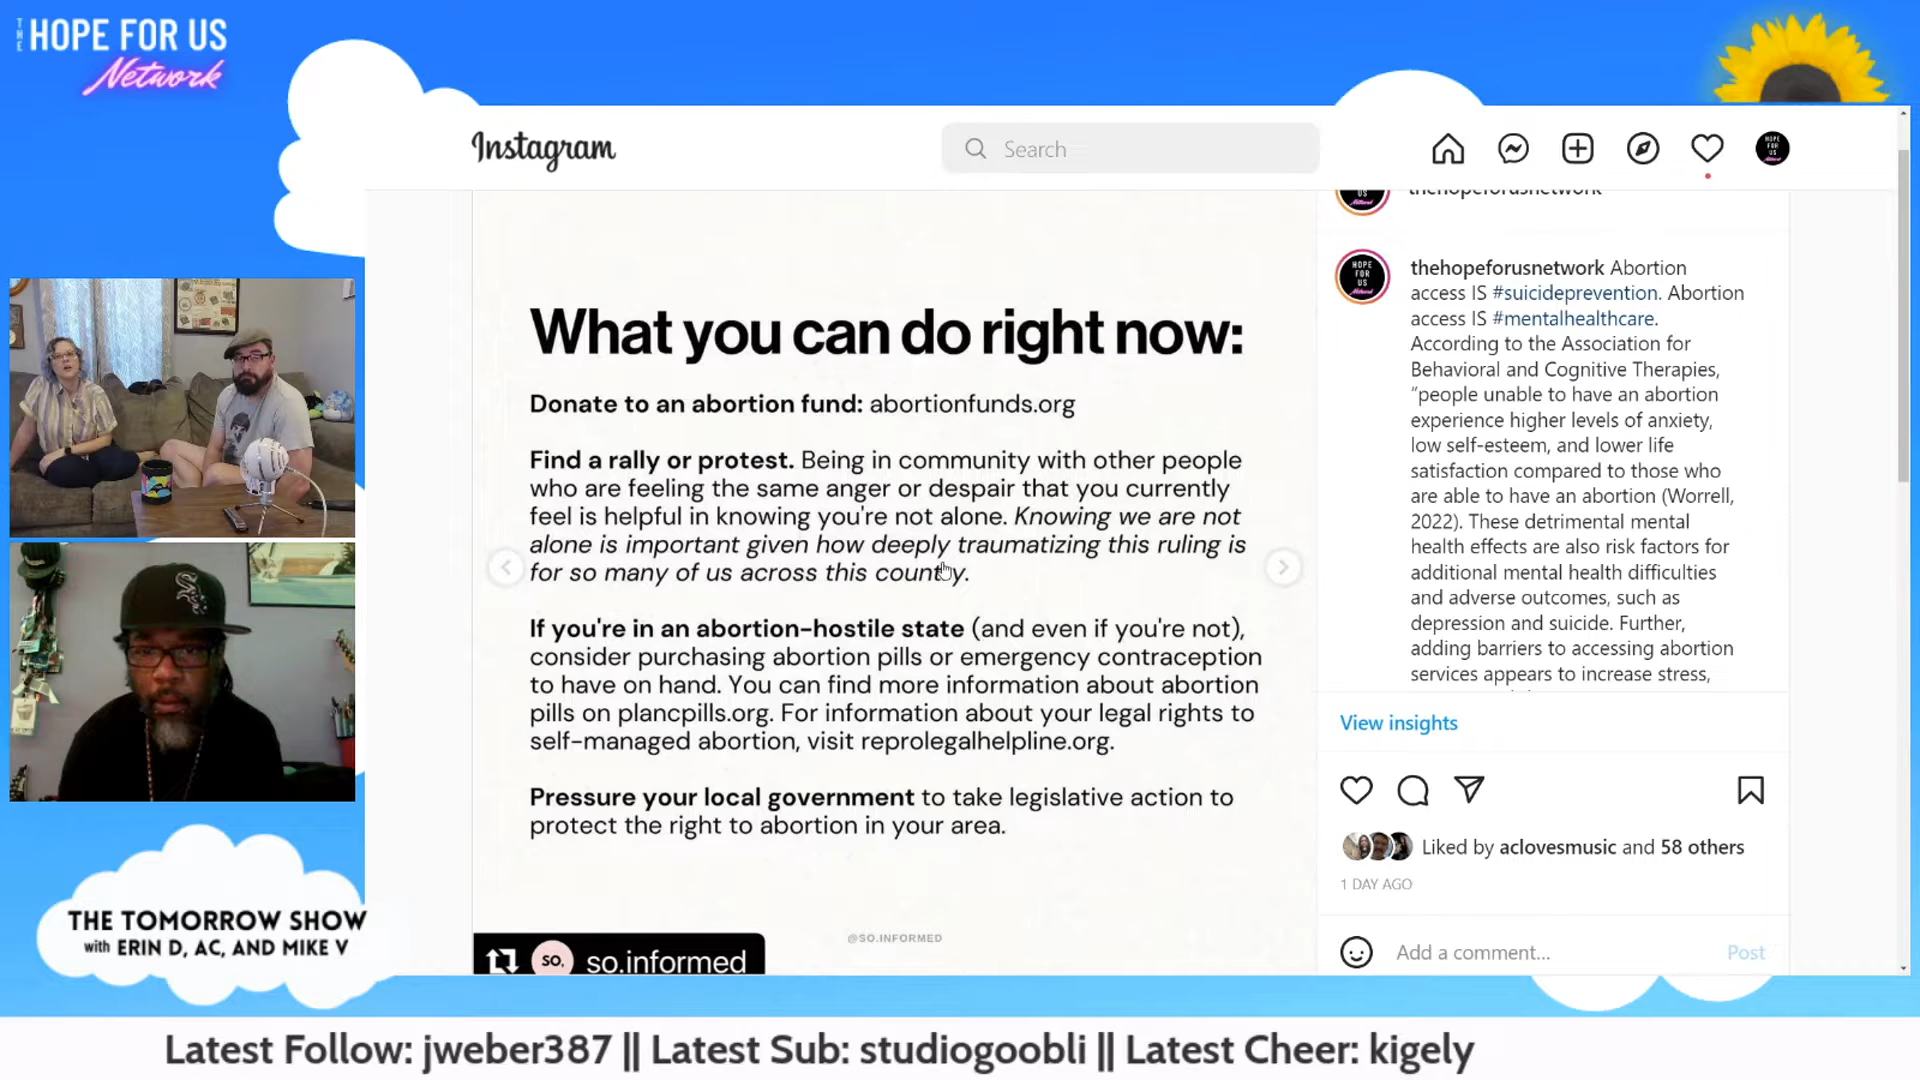 THE
HOPE FOR US
Network
Instagram
Search
HOPE
FOR
US
thehopeforusnetwork
What you can do right now:
Donate to an abortion fund: abortionfunds.org
Find a rally or protest. Being in community with other people
who are feeling the same anger or despair that you currently
feel is helpful in knowing you're not alone. Knowing we are not
alone is important given how deeply traumatizing this ruling is
for so many of us across this country.
If you're in an abortion-hostile state (and even if you're not),
consider purchasing abortion pills or emergency contraception
to have on hand. You can find more information about abortion
pills on plancpills.org. For information about your legal rights to
self-managed abortion, visit reprolegalhelpline.org.
Pressure your local government to take legislative action to
protect the right to abortion in your area.
@SO.INFORMED
SO. so.informed
HOPE
FOR
US
Network
thehopeforusnetwork Abortion
access IS #suicideprevention. Abortion
access IS #mentalhealthcare.
According to the Association for
Behavioral and Cognitive Therapies,
“people unable to have an abortion
experience higher levels of anxiety,
low self-esteem, and lower life
satisfaction compared to those who
are able to have an abortion (Worrell,
2022). These detrimental mental
health effects are also risk factors for
additional mental health difficulties
and adverse outcomes, such as
depression and suicide. Further,
adding barriers to accessing abortion
services appears to increase stress,
View insights
Liked by aclovesmusic and 58 others
1 DAY AGO
Add a comment...
Post
THE TOMORROW SHOW
with ERIN D, AC, AND MIKE V
Latest Follow: jweber387 || Latest Sub: studiogoobli || Latest Cheer: kigely